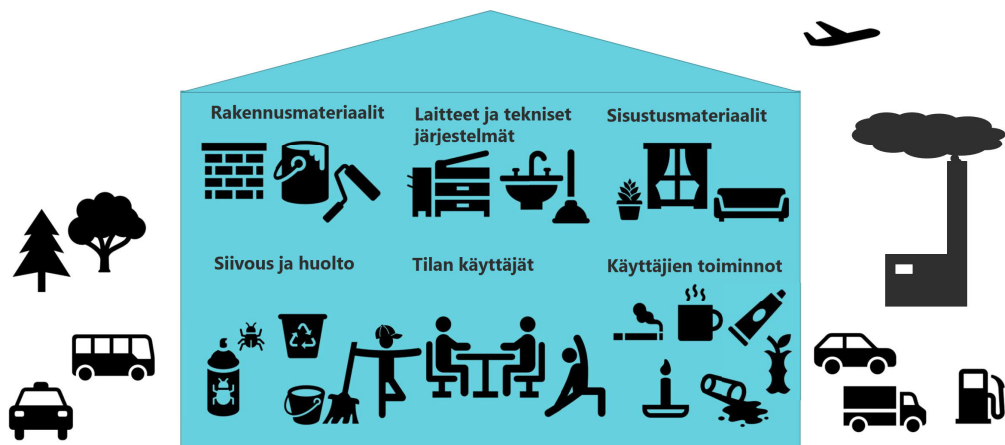 Rakennusmateriaalit
Laitteet ja tekniset
järjestelmät
Sisustusmateriaalit
Siivous ja huolto
Tilan käyttäjät
Käyttäjien toiminnot